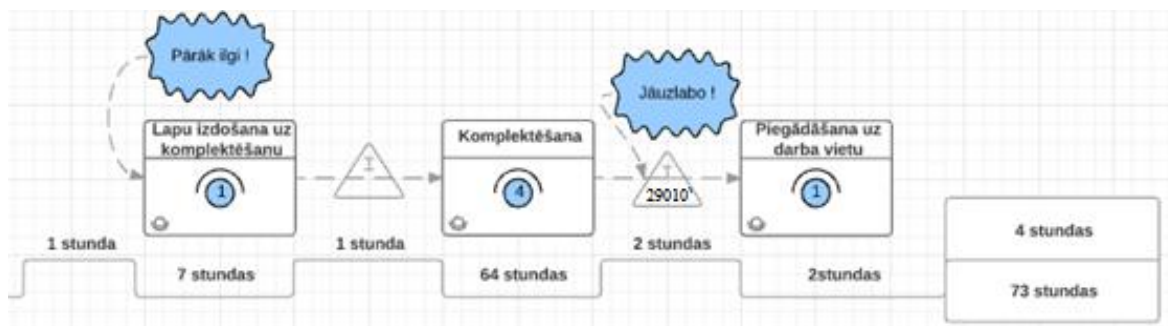 Pārāk ilgi !
Jāuzlabo !
Lapu izdošana uz
komplektēšanu
Komplektēšana
Piegādāšana uz
darba vietu
1
I
4
I
29010'
1
1 stunda
7 stundas
1 stunda
64 stundas
2 stundas
2stundas
4 stundas
73 stundas